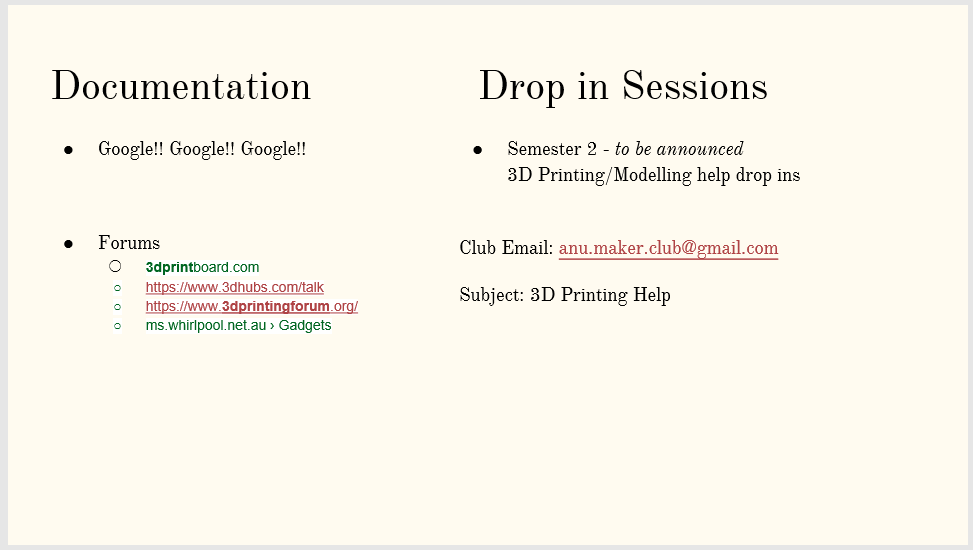 Documentation
● Google!! Google!! Google!!
● Forums
○ 3dprintboard.com
○ https://www.3dhubs.com/talk
○ https://www.3dprintingforum.org/
○ ms.whirlpool.net.au › Gadgets
Drop in Sessions
● Semester 2 - to be announced
3D Printing/Modelling help drop ins
Club Email: anu.maker.club@gmail.com
Subject: 3D Printing Help